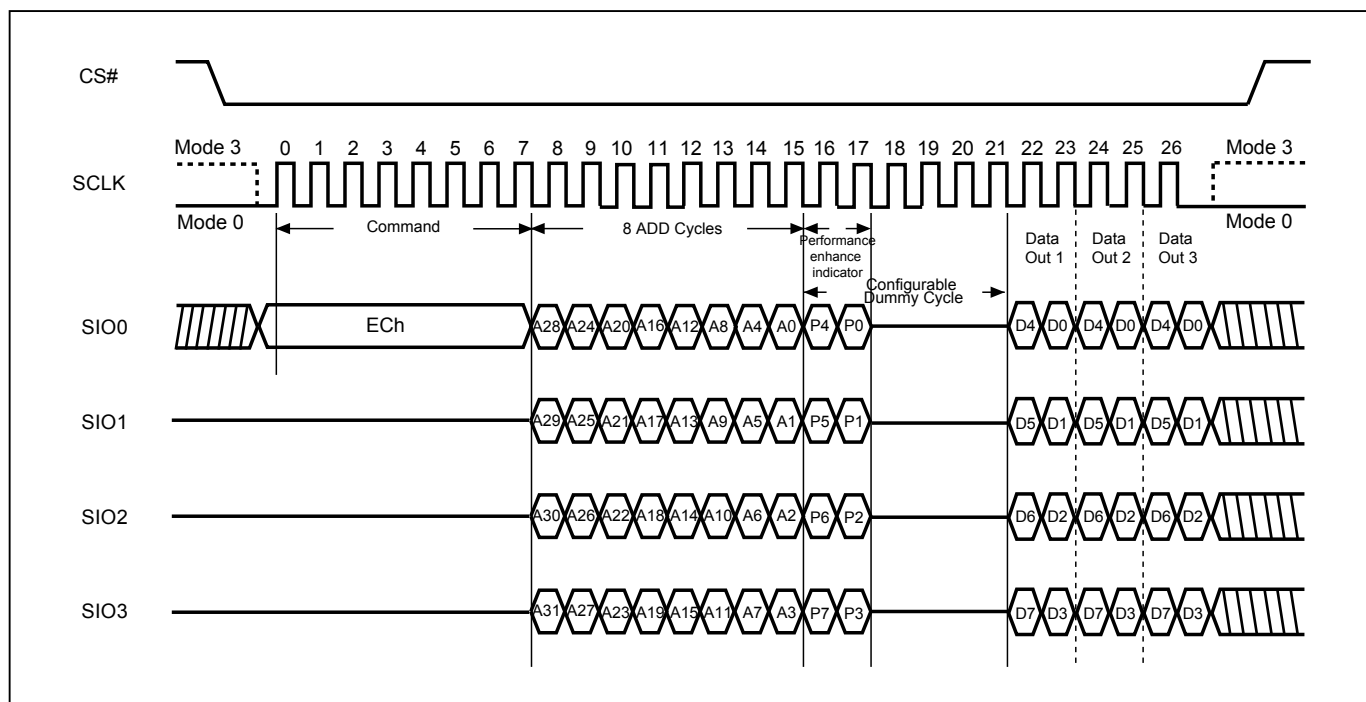 CS#
Mode 3 0 1 2 3 4 5 6 7 8 9 10 11 12 13 14 15 16 17 18 19 20 21 22 23 24 25 26 Mode 3
SCLK
Mode 0 Mode 0
Command 8 ADD Cycles Performance enhance indicator Data Out 1 Data Out 2 Data Out 3
Configurable Dummy Cycle
SIO0 ECh A28 A24 A20 A16 A12 A8 A4 A0 P4 P0 D4 D0 D4 D0 D4 D0
SIO1 A29 A25 A21 A17 A13 A9 A5 A1 P5 P1 D5 D1 D5 D1 D5 D1
SIO2 A30 A26 A22 A18 A14 A10 A6 A2 P6 P2 D6 D2 D6 D2 D6 D2
SIO3 A31 A27 A23 A19 A15 A11 A7 A3 P7 P3 D7 D3 D7 D3 D7 D3